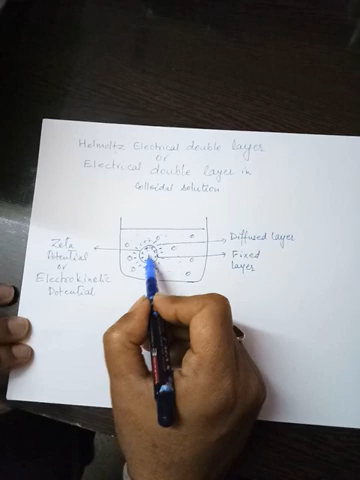 Helmoltz Electrical double layer
or
Electrical double layer in
Colloidal solution
Zeta
Potential
or
Electrokinetic
Potential
Diffused layer
Fixed
layer